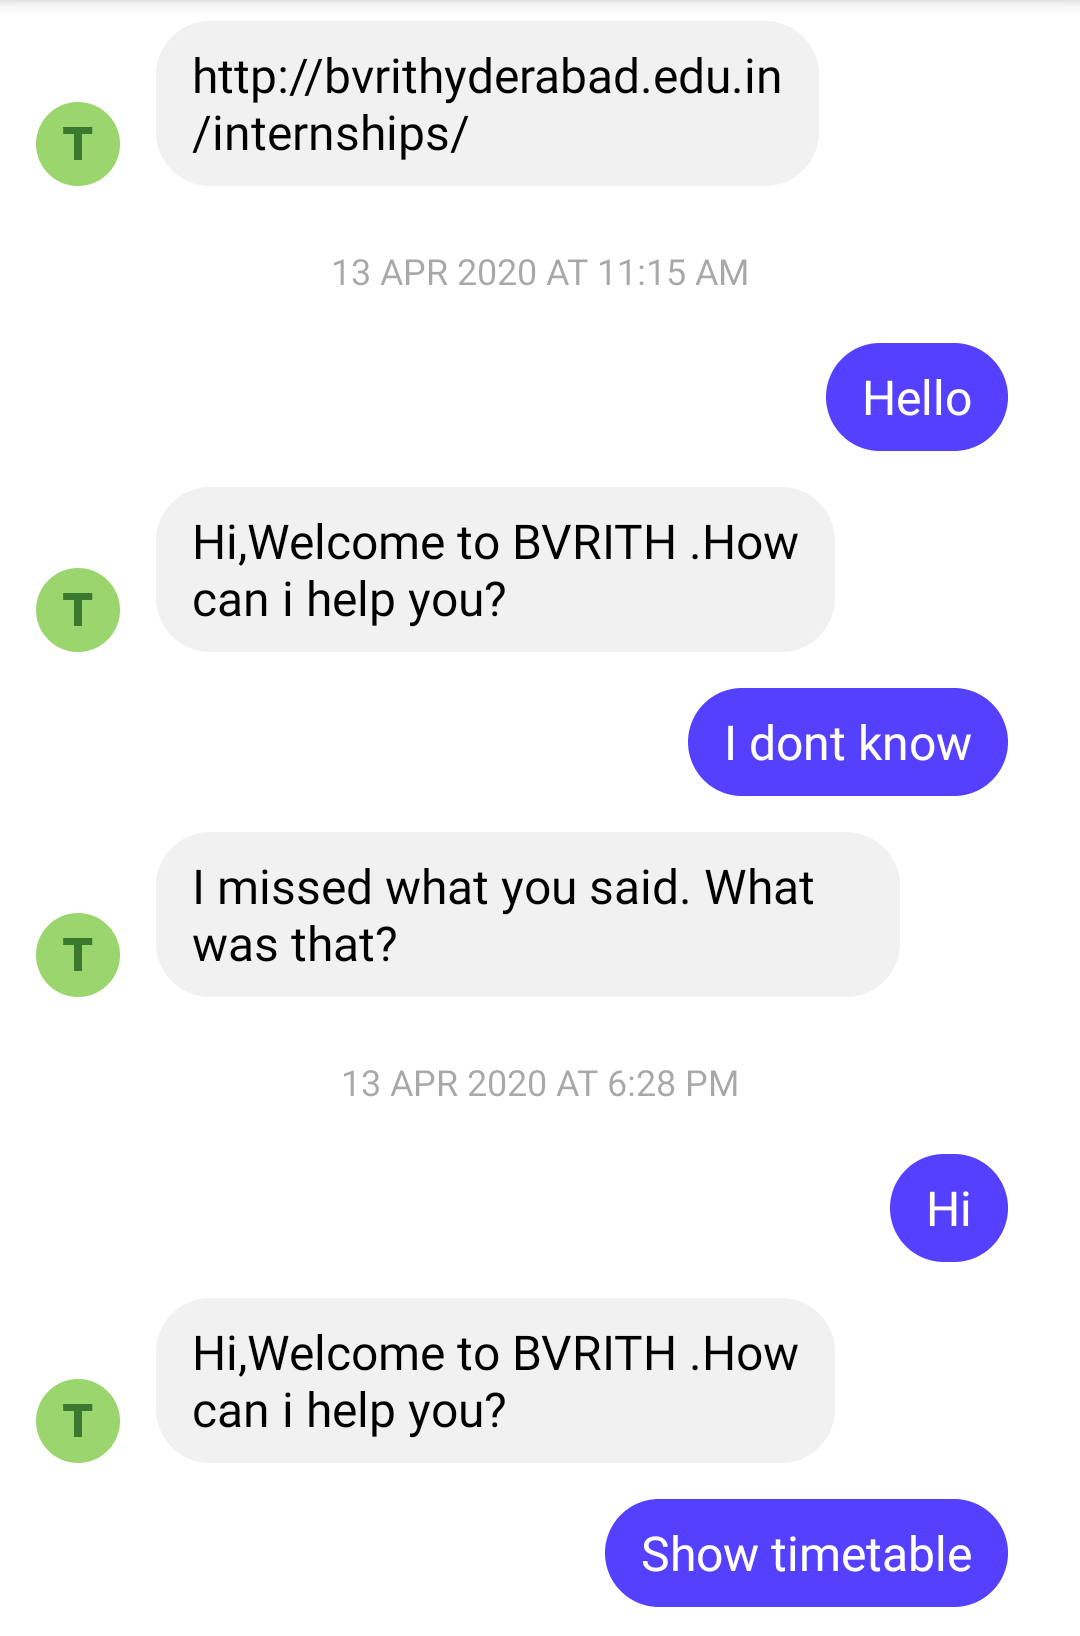 http://bvrithyderabad.edu.in
/internships/
T
13 APR 2020 AT 11:15 AM
Hello
Hi,Welcome to BVRITH .How
can i help you?
T
I dont know
I missed what you said. What
was that?
T
13 APR 2020 AT 6:28 PM
Hi
Hi,Welcome to BVRITH .How
can i help you?
T
Show timetable